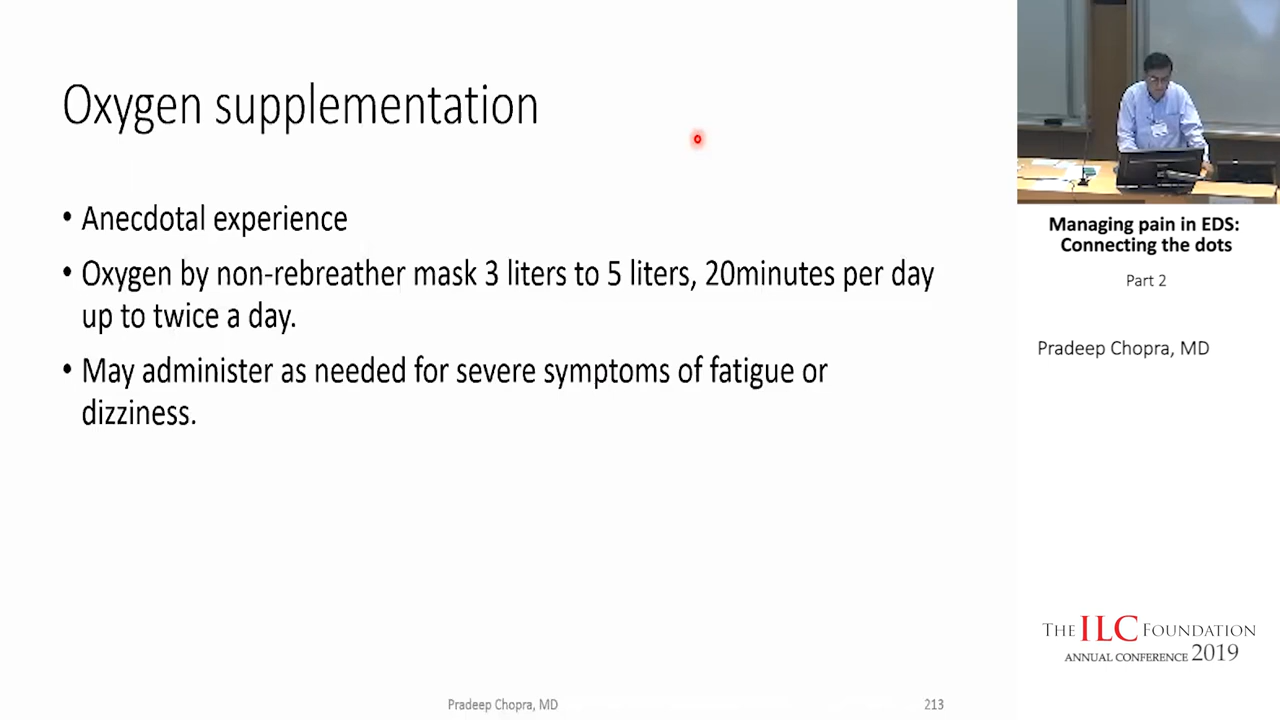 Oxygen supplementation
• Anecdotal experience
• Oxygen by non-rebreather mask 3 liters to 5 liters, 20minutes per day
up to twice a day.
• May administer as needed for severe symptoms of fatigue or
dizziness.
Pradeep Chopra, MD
213
Managing pain in EDS:
Connecting the dots
Part 2
Pradeep Chopra, MD
THE ILC FOUNDATION
ANNUAL CONFERENCE 2019